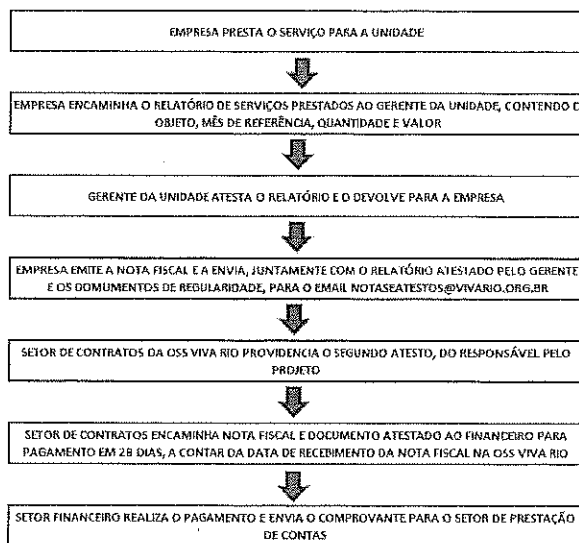 EMPRESA PRESTA O SERVIÇO PARA A UNIDADE
EMPRESA ENCAMINHA O RELATÓRIO DE SERVIÇOS PRESTADOS AO GERENTE DA UNIDADE, CONTENDO O
OBJETO, MÊS DE REFERÊNCIA, QUANTIDADE E VALOR
GERENTE DA UNIDADE ATESTA O RELATÓRIO E O DEVOLVE PARA A EMPRESA
EMPRESA EMITE A NOTA FISCAL E A ENVIA, JUNTAMENTE COM O RELATÓRIO ATESTADO PELO GERENTE
E OS DOMUMENTOS DE REGULARIDADE, PARA O EMAIL NOTASEATESTOS@VIVARIO.ORG.BR
SETOR DE CONTRATOS DA OSS VIVA RIO PROVIDENCIA O SEGUNDO ATESTO, DO RESPONSÁVEL PELO
PROJETO
SETOR DE CONTRATOS ENCAMINHA NOTA FISCAL E DOCUMENTO ATESTADO AO FINANCEIRO PARA
PAGAMENTO EM 28 DIAS, A CONTAR DA DATA DE RECEBIMENTO DA NOTA FISCAL NA OSS VIVA RIO
SETOR FINANCEIRO REALIZA O PAGAMENTO E ENVIA O COMPROVANTE PARA O SETOR DE PRESTAÇÃO
DE CONTAS